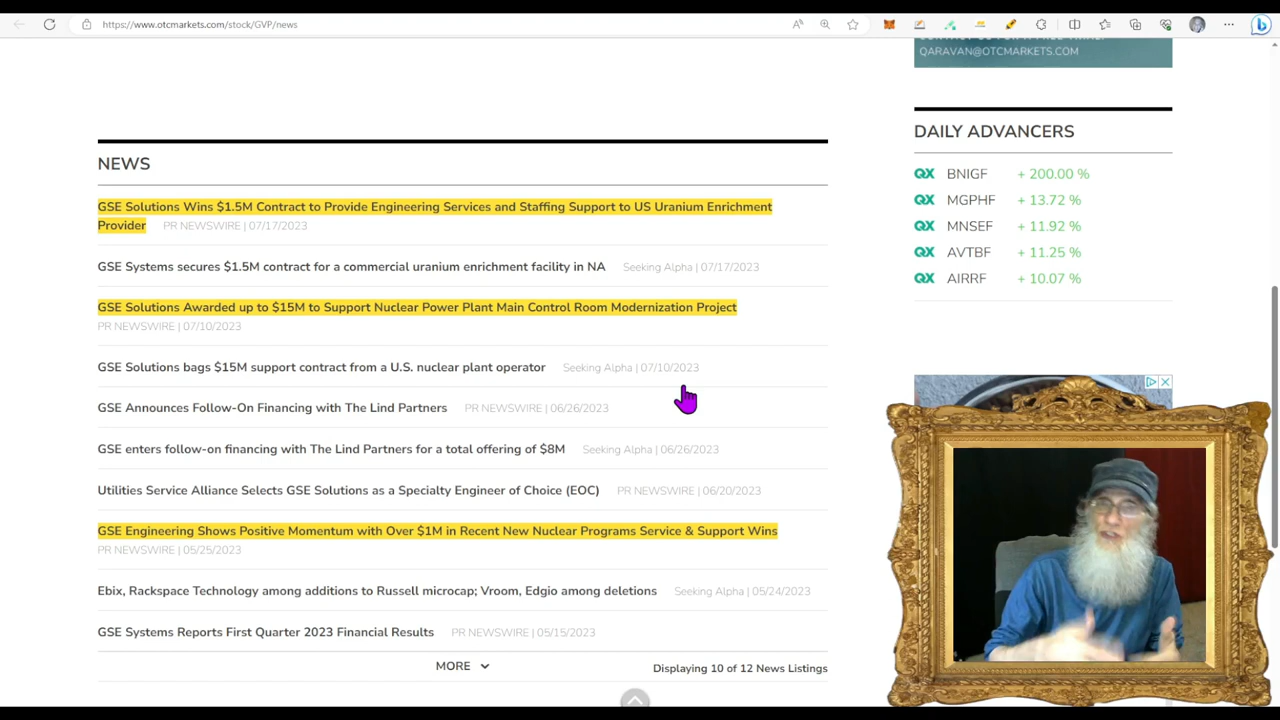 https://www.otcmarkets.com/stock/GVP/news
QARAVAN@OTCMARKETS.COM
NEWS
GSE Solutions Wins $1.5M Contract to Provide Engineering Services and Staffing Support to US Uranium Enrichment
Provider PR NEWSWIRE | 07/17/2023
GSE Systems secures $1.5M contract for a commercial uranium enrichment facility in NA Seeking Alpha | 07/17/2023
GSE Solutions Awarded up to $15M to Support Nuclear Power Plant Main Control Room Modernization Project
PR NEWSWIRE | 07/10/2023
GSE Solutions bags $15M support contract from a U.S. nuclear plant operator Seeking Alpha | 07/10/2023
GSE Announces Follow-On Financing with The Lind Partners PR NEWSWIRE | 06/26/2023
GSE enters follow-on financing with The Lind Partners for a total offering of $8M Seeking Alpha | 06/26/2023
Utilities Service Alliance Selects GSE Solutions as a Specialty Engineer of Choice (EOC) PR NEWSWIRE | 06/20/2023
GSE Engineering Shows Positive Momentum with Over $1M in Recent New Nuclear Programs Service & Support Wins
PR NEWSWIRE | 05/25/2023
Ebix, Rackspace Technology among additions to Russell microcap; Vroom, Edgio among deletions Seeking Alpha | 05/24/2023
GSE Systems Reports First Quarter 2023 Financial Results PR NEWSWIRE | 05/15/2023
MORE
Displaying 10 of 12 News Listings
DAILY ADVANCERS
QX BNIGF + 200.00 %
QX MGPHF + 13.72 %
QX MNSEF + 11.92 %
QX AVTBF + 11.25 %
QX AIRRF + 10.07 %